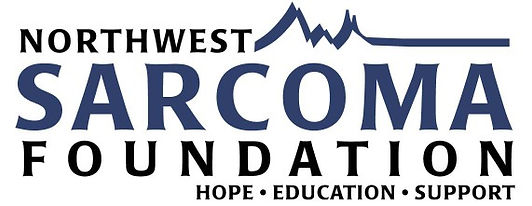 NORTHWEST
SARCOMA
FOUNDATION
HOPE • EDUCATION • SUPPORT